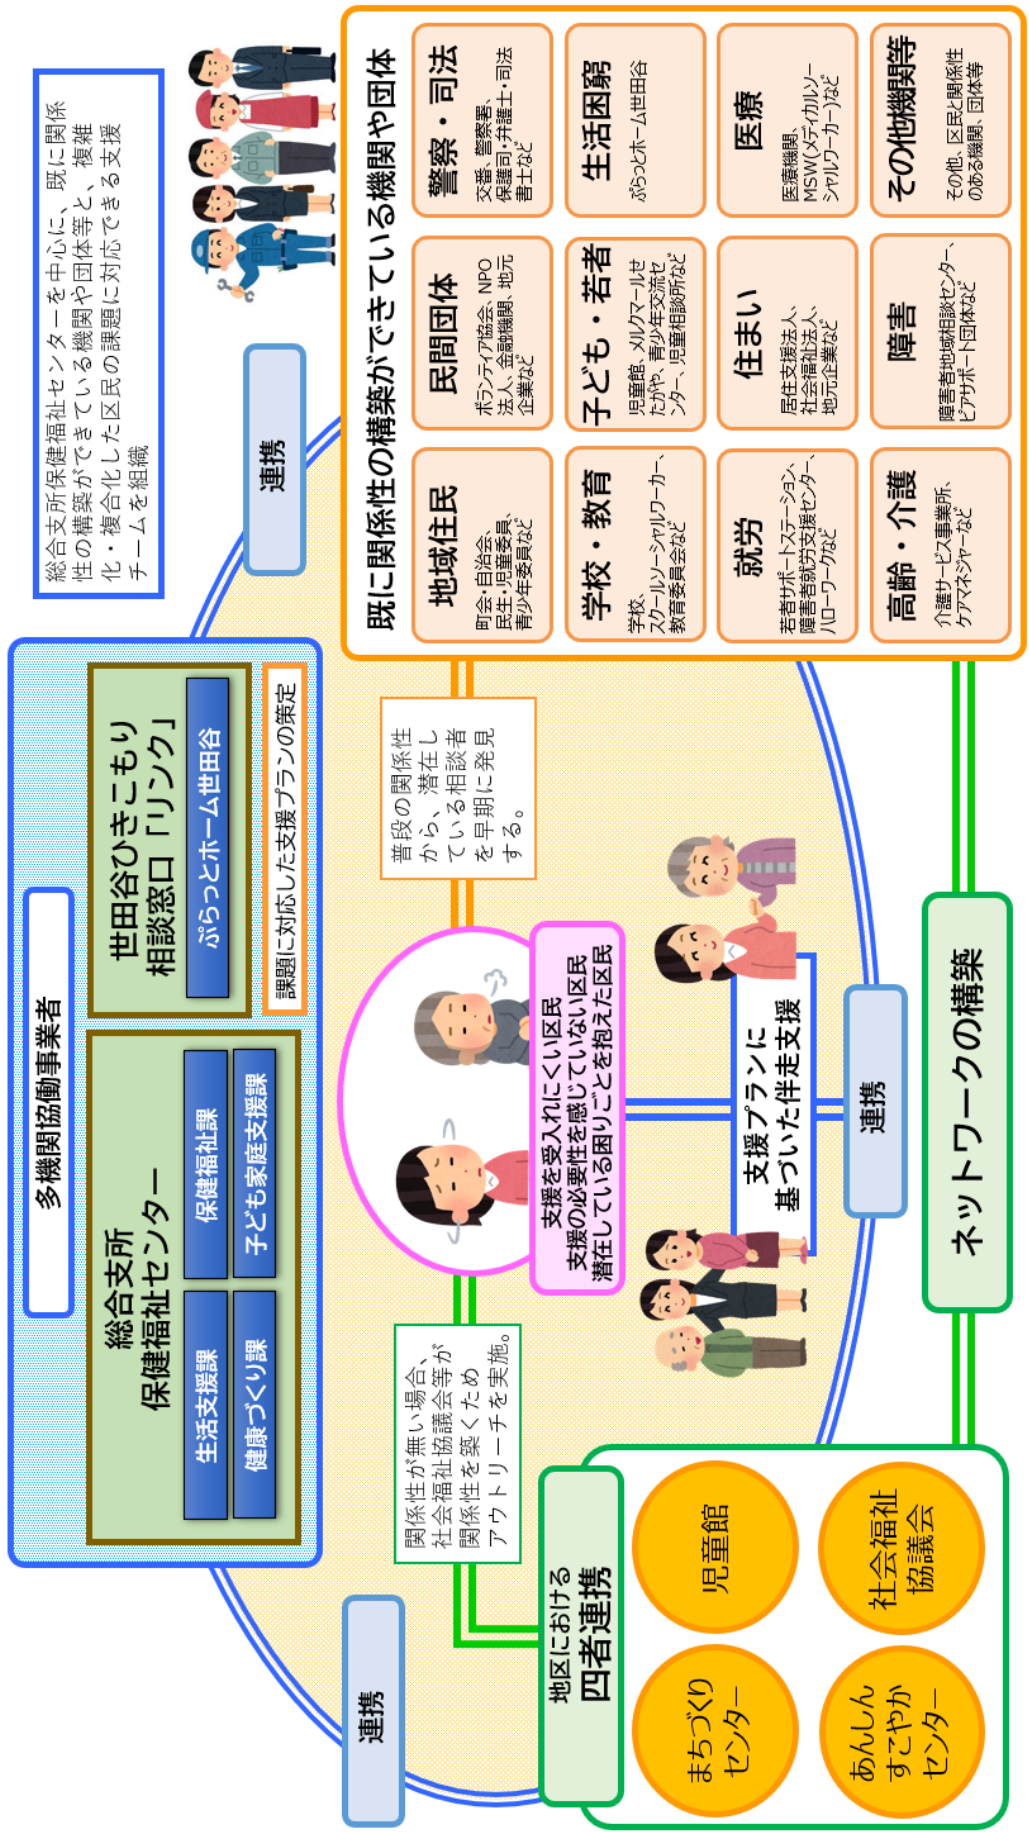 多機関協働事業者
総合支所
保健福祉センター
生活支援課
保健福祉課
健康づくり課
子ども家庭支援課
世田谷ひきこもり
相談窓口「リンク」
ぷらっとホーム世田谷
課題に対応した支援プランの策定
総合支所保健福祉センターを中心に、既に関係
性の構築ができている機関や団体等と、複雑
化・複合化した区民の課題に対応できる支援
チームを組織
連携
連携
関係性が無い場合、
社会福祉協議会等が
関係性を築くため
アウトリーチを実施。
支援を受入れにくい区民
支援の必要性を感じていない区民
潜在している困りごとを抱えた区民
普段の関係性
から、潜在し
ている相談者
を早期に発見
する。
既に関係性の構築ができている機関や団体
地域住民
町会・自治会、
民生・児童委員、
青少年委員など
民間団体
ボランティア協会、NPO
法人、金融機関、地元
企業など
警察・司法
交番、警察署、
保護司・弁護士・司法
書士など
学校・教育
学校、
スクールソーシャルワーカー、
教育委員会など
子ども・若者
児童館、メルクマールせ
たがや、青少年交流セ
ンター、児童相談所など
生活困窮
ぷらっとホーム世田谷
就労
若者サポートステーション、
障害者就労支援センター、
ハローワークなど
住まい
居住支援法人、
社会福祉法人、
地元企業など
医療
医療機関、
MSW(メディカルソー
シャルワーカー)など
高齢・介護
介護サービス事業所、
ケアマネジャーなど
障害
障害者地域相談センター、
ピアサポート団体など
その他機関等
その他、区民と関係性
のある機関、団体等
地区における
四者連携
まちづくり
センター
児童館
あんしん
すこやか
センター
社会福祉
協議会
支援プランに
基づいた伴走支援
連携
ネットワークの構築